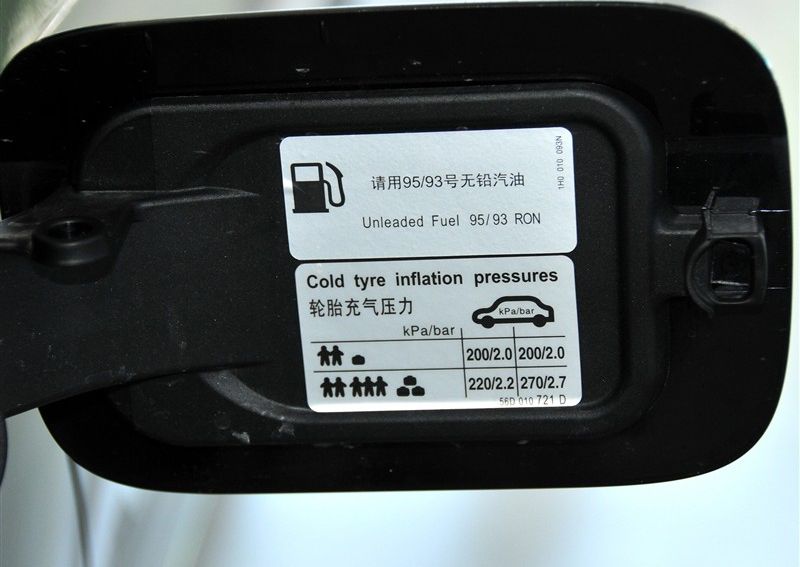 请用95/93号无铅汽油
Unleaded Fuel 95/93 RON
1H0 010 093N
Cold tyre inflation pressures
轮胎充气压力
kPa/bar
kPa/bar
200/2.0 200/2.0
220/2.2 270/2.7
56D 010 721 D